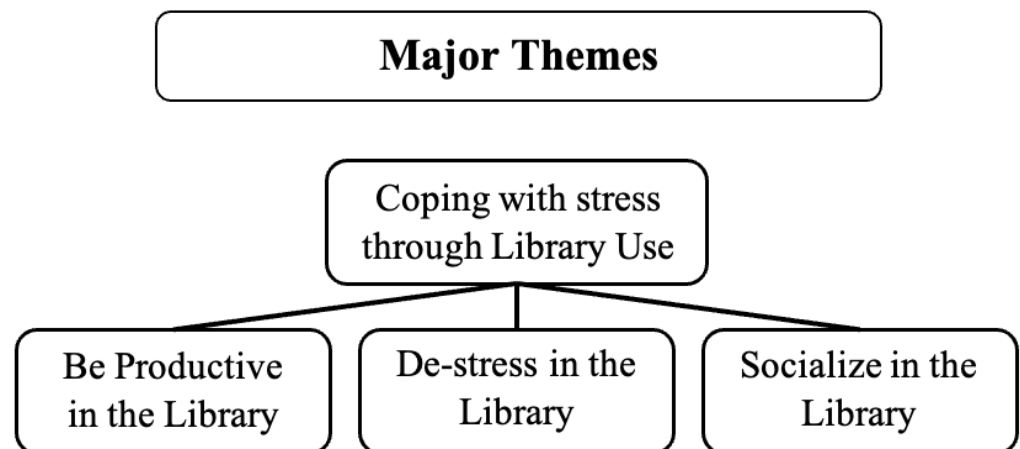 Major Themes
Coping with stress
through Library Use
Be Productive
in the Library
De-stress in the
Library
Socialize in the
Library